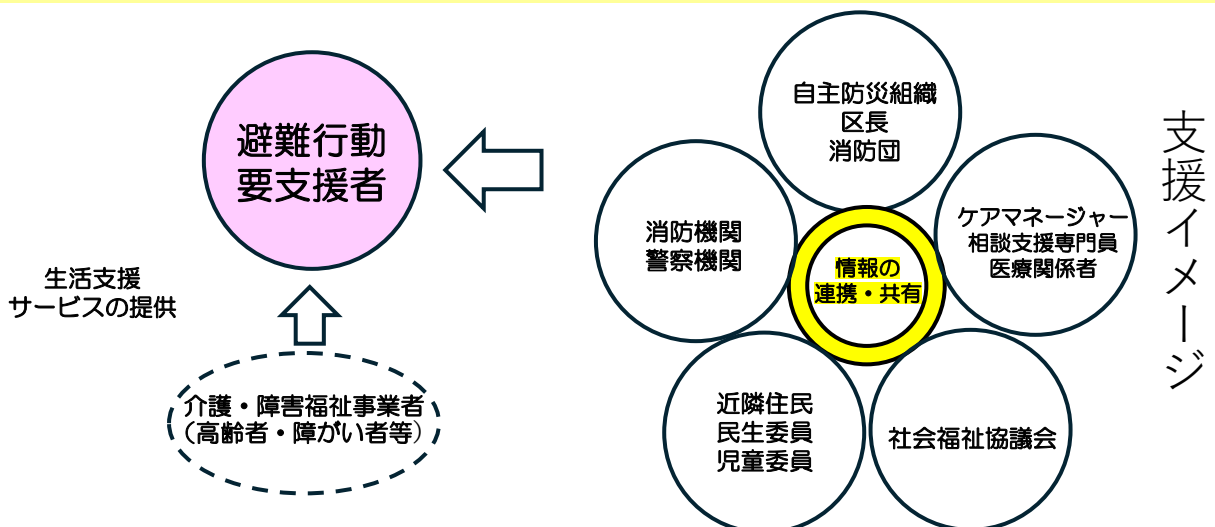 避難行動
要支援者
生活支援
サービスの提供
介護・障害福祉事業者
(高齢者・障がい者等)
自主防災組織
区長
消防団
消防機関
警察機関
ケアマネージャー
相談支援専門員
医療関係者
情報の
連携・共有
近隣住民
民生委員
児童委員
社会福祉協議会
支援イメージ